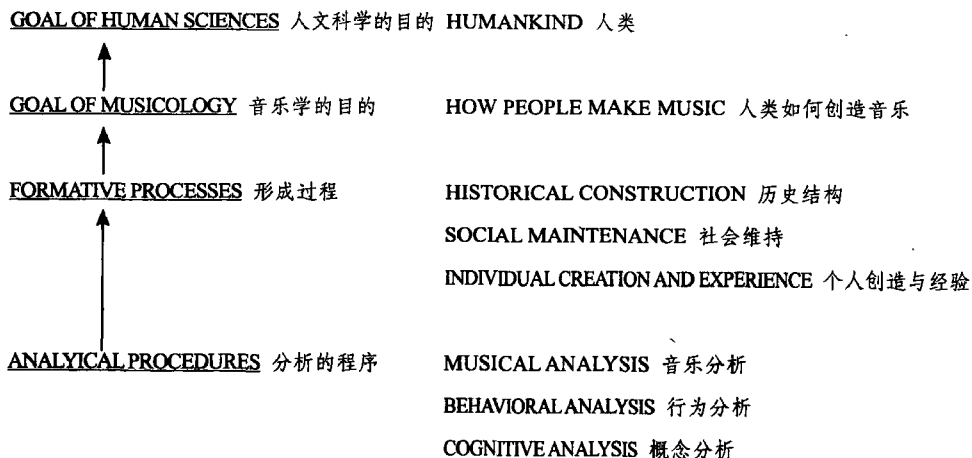 GOAL OF HUMAN SCIENCES 人文科学的目的 HUMANKIND 人类
GOAL OF MUSICOLOGY 音乐学的目的 HOW PEOPLE MAKE MUSIC 人类如何创造音乐
FORMATIVE PROCESSES 形成过程 HISTORICAL CONSTRUCTION 历史结构
SOCIAL MAINTENANCE 社会维持
INDIVIDUAL CREATION AND EXPERIENCE 个人创造与经验
ANALYICAL PROCEDURES 分析的程序 MUSICAL ANALYSIS 音乐分析
BEHAVIORAL ANALYSIS 行为分析
COGNITIVE ANALYSIS 概念分析